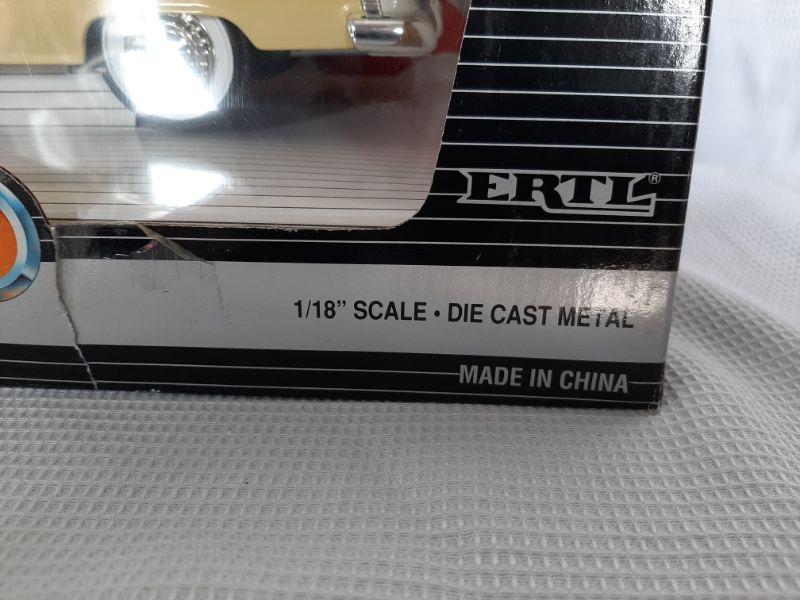 ERTL®
1/18” SCALE • DIE CAST METAL
MADE IN CHINA